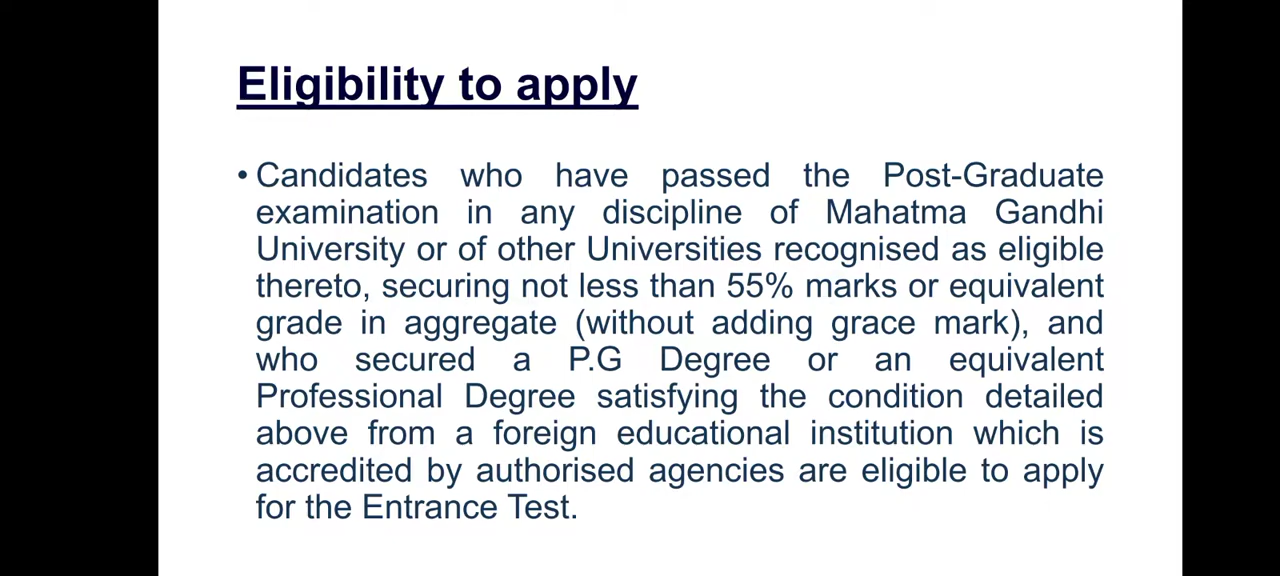 Eligibility to apply
• Candidates who have passed the Post-Graduate
examination in any discipline of Mahatma Gandhi
University or of other Universities recognised as eligible
thereto, securing not less than 55% marks or equivalent
grade in aggregate (without adding grace mark), and
who secured a P.G Degree or an equivalent
Professional Degree satisfying the condition detailed
above from a foreign educational institution which is
accredited by authorised agencies are eligible to apply
for the Entrance Test.